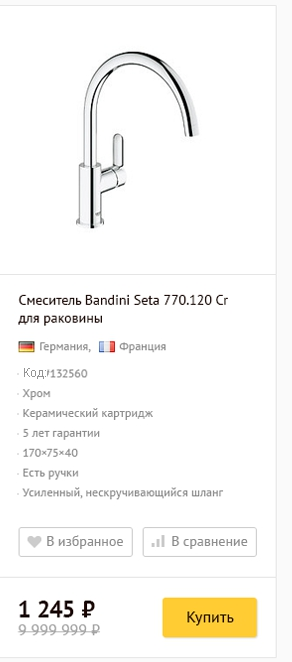 Смеситель Bandini Seta 770.120 Cr
для раковины
Германия, Франция
· Код:г132560
· Хром
· Керамический картридж
· 5 лет гарантии
· 170×75×40
· Есть ручки
· Усиленный, нескручивающийся шланг
В избранное В сравнение
1 245 ₽
9 999 999 ₽
Купить